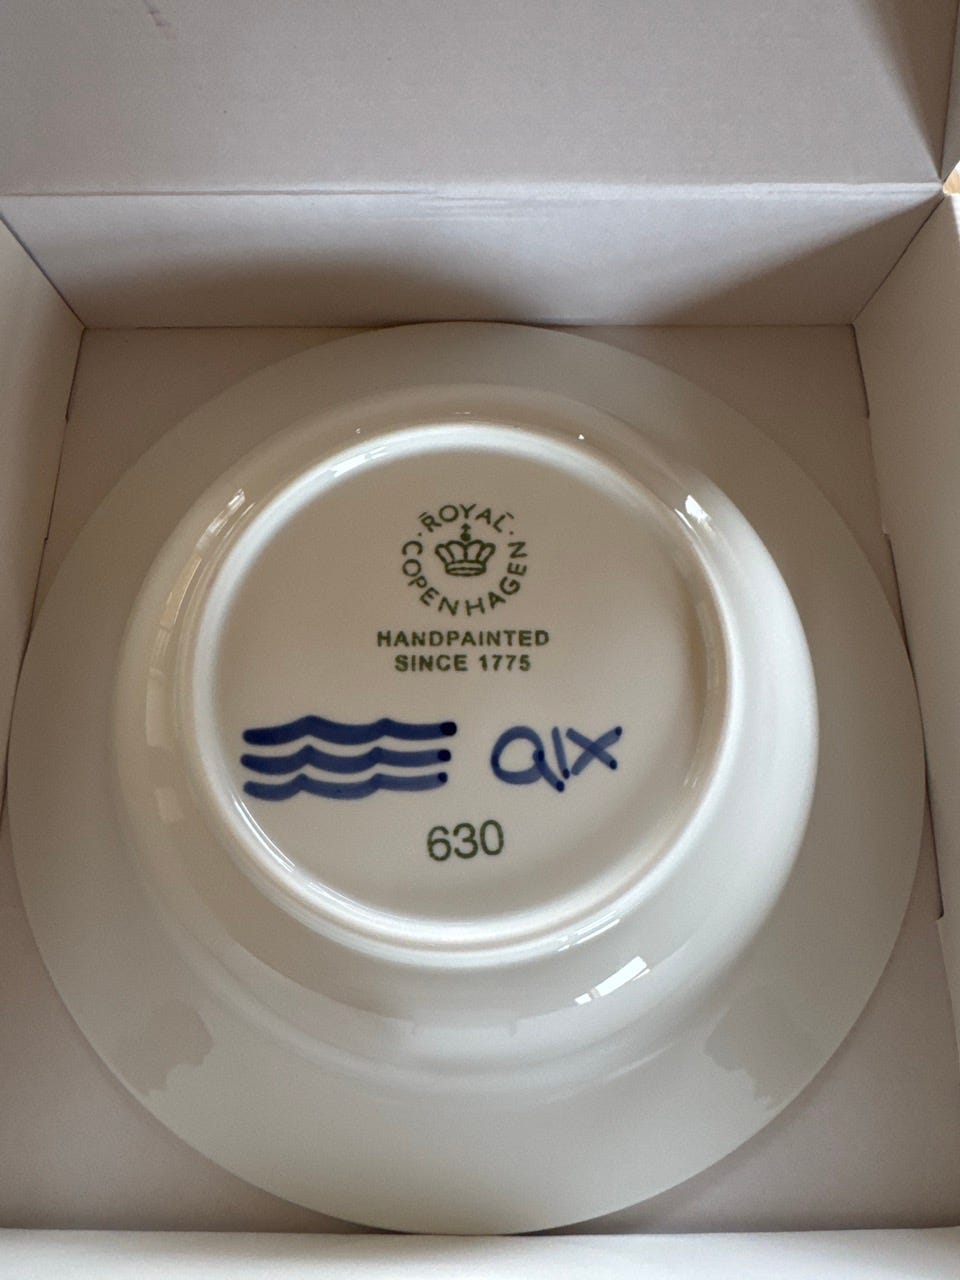 ROYAL
COPENHAGEN
HANDPAINTED
SINCE 1775
630